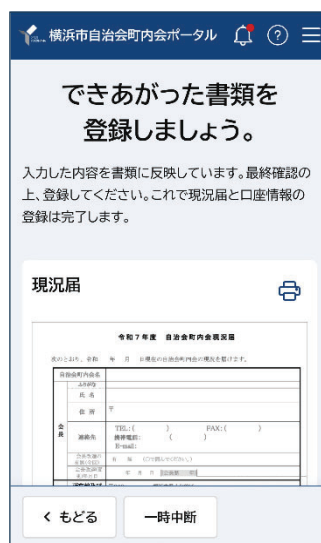 横浜市自治会町内会ポータル
できあがった書類を
登録しましょう。
入力した内容を書類に反映しています。最終確認の
上、登録してください。これで現況届と口座情報の
登録は完了します。
現況届
令和7年度 自治会町内会現況届
次のとおり、令和 年 月 日現在の自治会町内会の現況を届けます。
自治会町内会名
ふりがな
氏 名
住 所 〒
会長
連絡先
TEL:( ) FAX:( )
携帯電話: ( )
E-mail:
年 月 日
もどる
一時中断